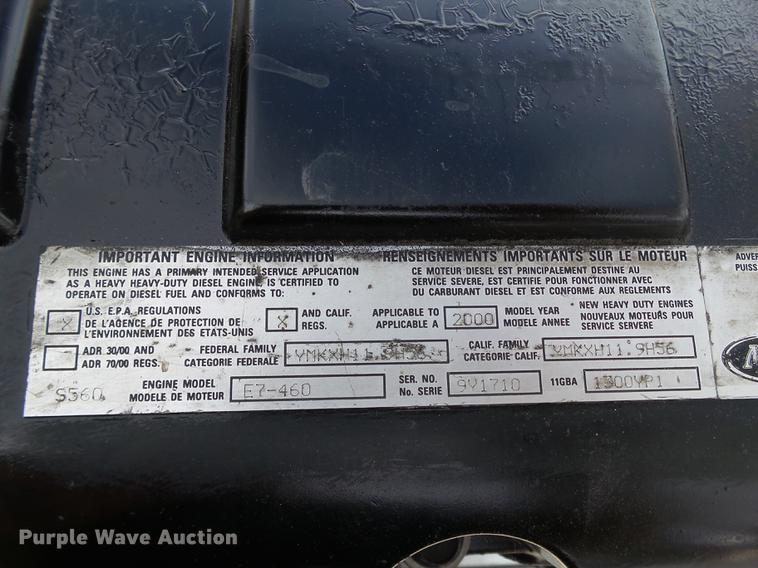 IMPORTANT ENGINE INFORMATION
THIS ENGINE HAS A PRIMARY INTENDED SERVICE APPLICATION
AS A HEAVY HEAVY-DUTY DIESEL ENGINE IS CERTIFIED TO
OPERATE ON DIESEL FUEL AND CONFORMS TO:
RENSEIGNEMENTS IMPORTANTS SUR LE MOTEUR
CE MOTEUR DIESEL EST PRINCIPALEMENT DESTINE AU
SERVICE SEVERE, EST CERTIFIE POUR FONCTIONNER AVEC
DU CARBURANT DIESEL ET EST CONFORME AUX REGLEMENTS
X U.S. E.P.A. REGULATIONS
DE L'AGENCE DE PROTECTION DE
L'ENVIRONNEMENT DES ETATS-UNIS
X AND CALIF.
REGS.
APPLICABLE TO
APPLICABLE A
2000
MODEL YEAR
MODELE ANNEE
NEW HEAVY DUTY ENGINES
NOUVEAUX MOTEURS POUR
SERVICE SERVERE
ADR 30/00 AND
ADR 70/00 REGS.
FEDERAL FAMILY
CATEGORIE FEDERALE
YMKXH11.9H56
CALIF. FAMILY
CATEGORIE CALIF.
YMKXH11.9H56
S560
ENGINE MODEL
MODELE DE MOTEUR
E7-460
SER. NO.
No. SERIE
9V1710
11GBA
1300VP1
ADVER
PUISS
Purple Wave Auction